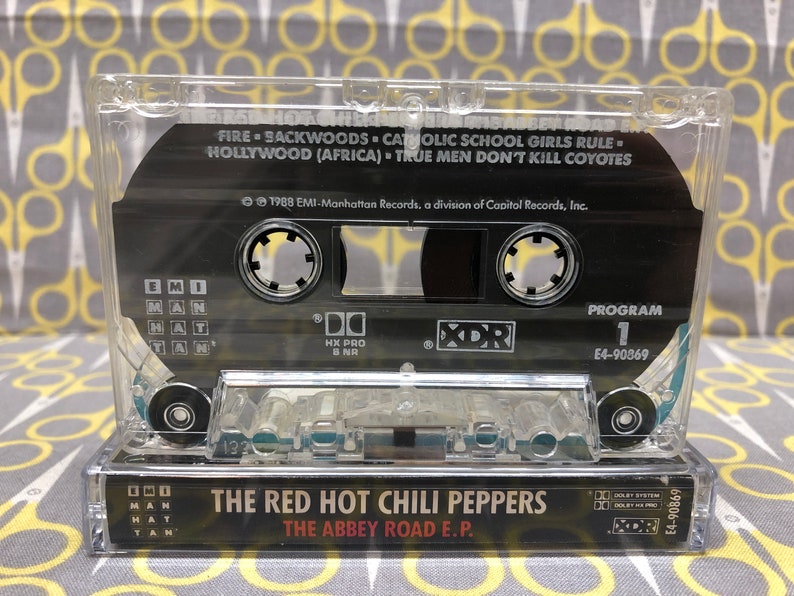 FIRE • BACKWOODS • CATHOLIC SCHOOL GIRLS RULE •
HOLLYWOOD (AFRICA) • TRUE MEN DON'T KILL COYOTES
© ℗ 1988 EMI-Manhattan Records, a division of Capitol Records, Inc.
EMI
MAN
HAT
TAN
® HX PRO
B NR
® XDR
PROGRAM
1
E4-90869
EMI
MAN
HAT
TAN
THE RED HOT CHILI PEPPERS
THE ABBEY ROAD E.P.
DOLBY SYSTEM
DOLBY HX PRO
XDR
E4-90869